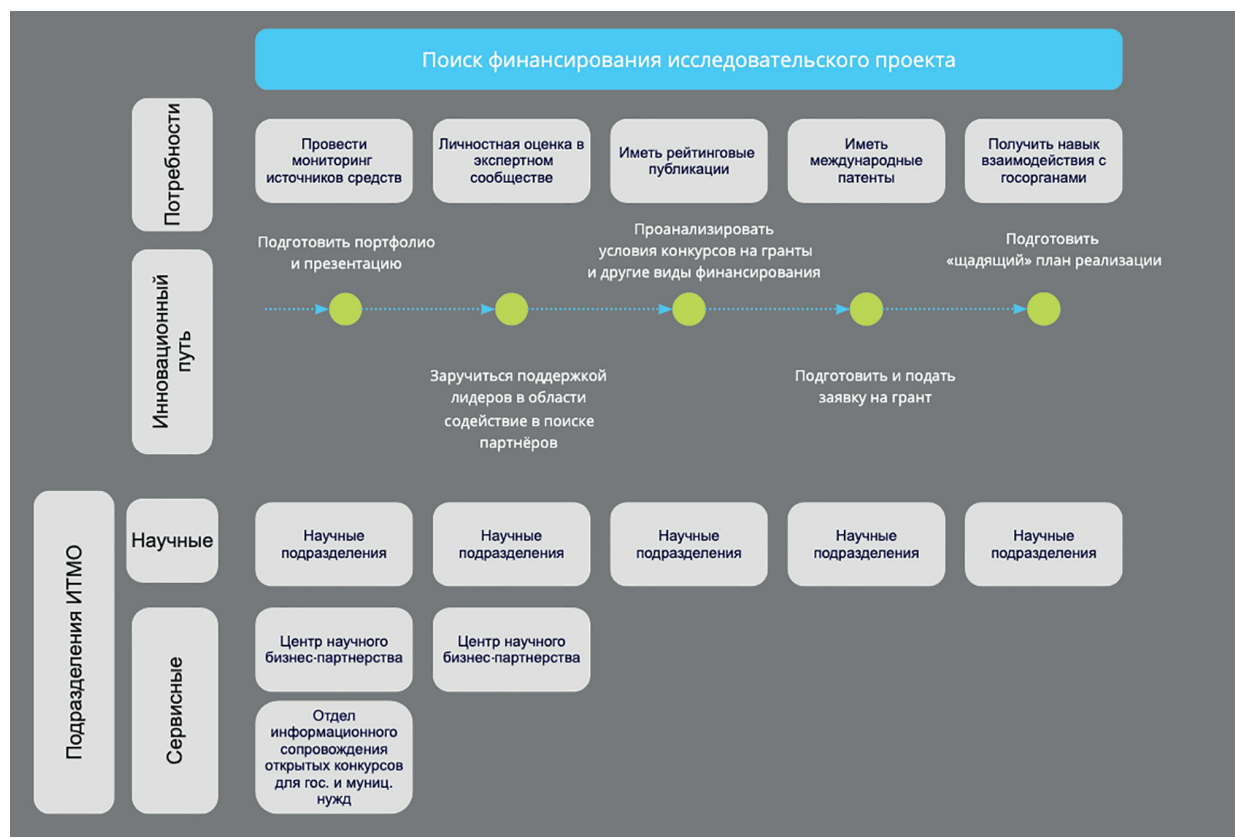 Поиск финансирования исследовательского проекта
Потребности
Провести
мониторинг
источников средств
Личностная оценка в
экспертном
сообществе
Иметь рейтинговые
публикации
Иметь
международные
патенты
Получить навык
взаимодействия с
госорганами
Инновационный
путь
Подготовить портфолио
и презентацию
Заручиться поддержкой
лидеров в области
содействие в поиске
партнёров
Проанализировать
условия конкурсов на гранты
и другие виды финансирования
Подготовить и подать
заявку на грант
Подготовить
«щадящий» план реализации
Подразделения ИТМО
Научные
Научные
подразделения
Научные
подразделения
Научные
подразделения
Научные
подразделения
Научные
подразделения
Сервисные
Центр научного
бизнес-партнерства
Центр научного
бизнес-партнерства
Отдел
информационного
сопровождения
открытых конкурсов
для гос. и муниц.
нужд